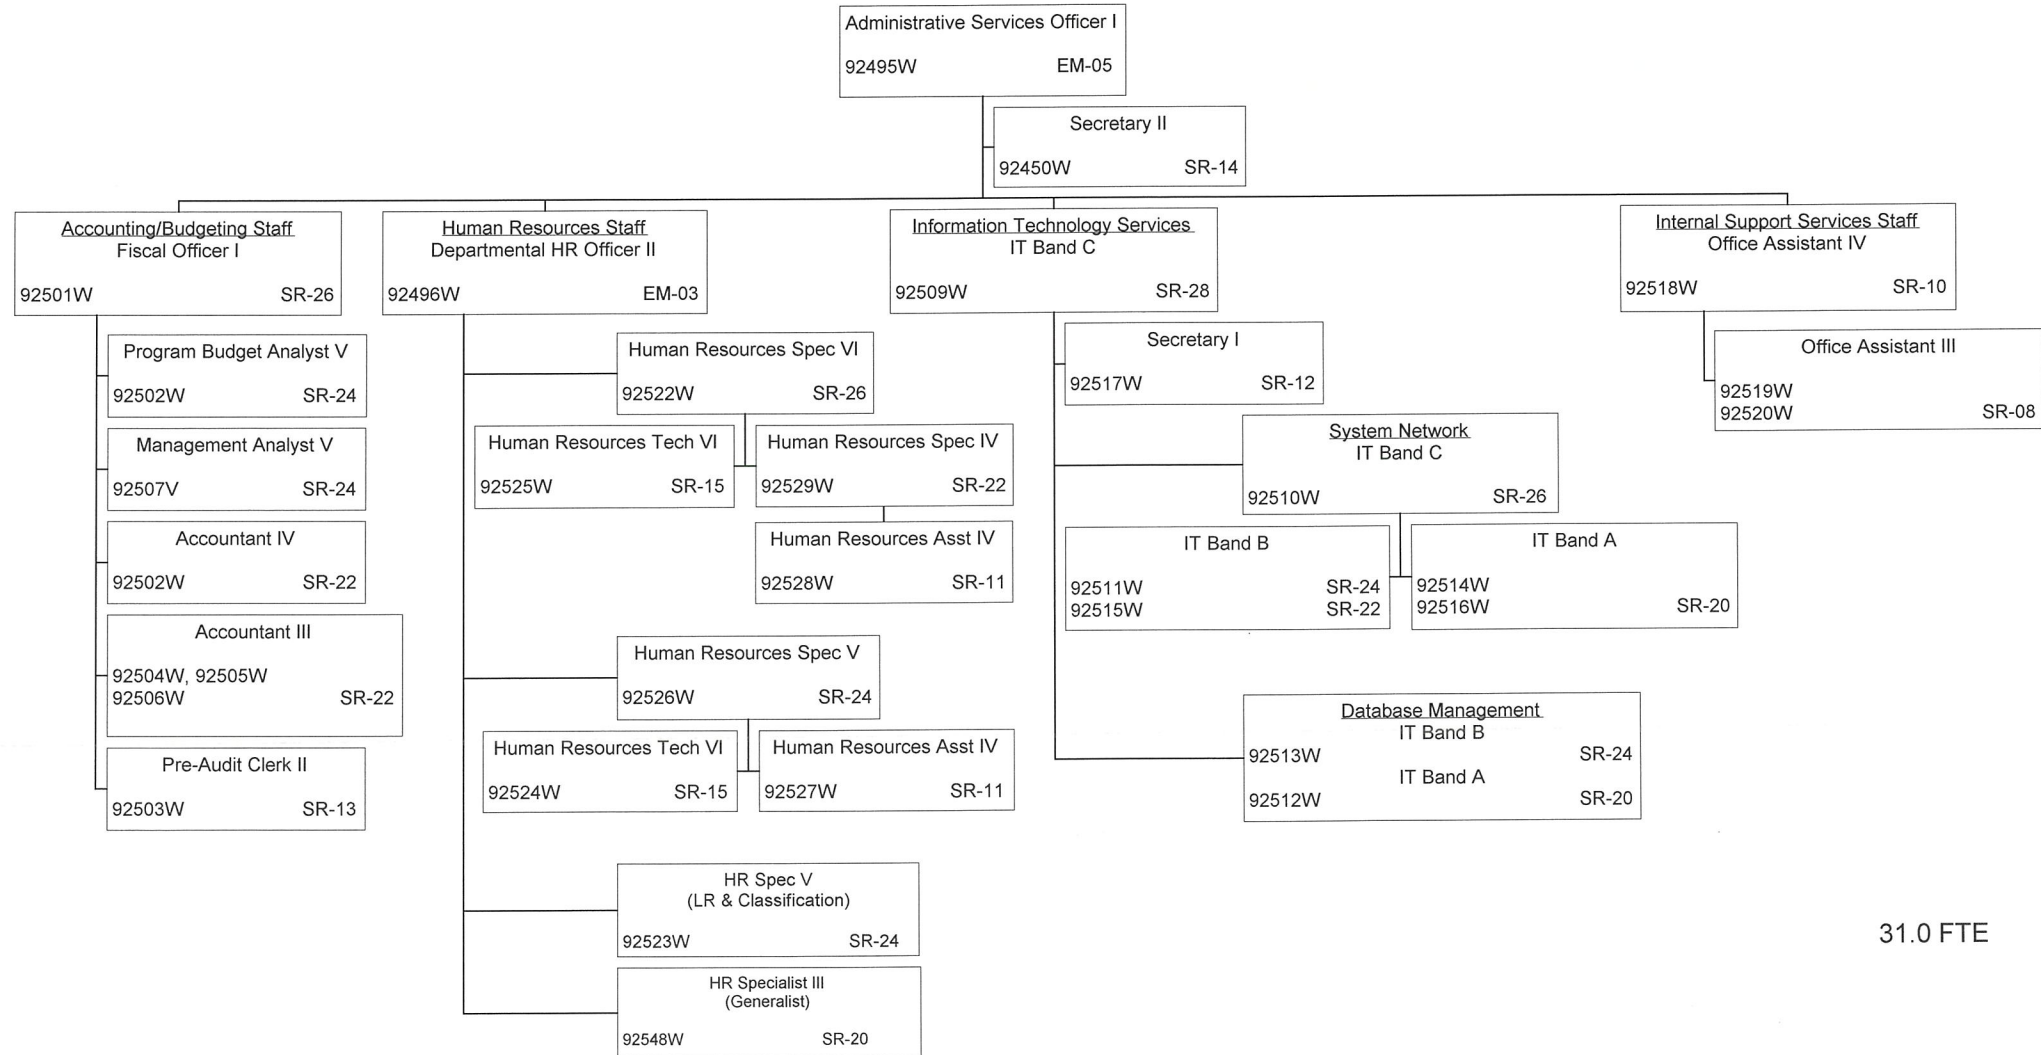 Administrative Services Officer I
92495W EM-05
Secretary II
92450W SR-14
Accounting/Budgeting Staff
Fiscal Officer I
92501W SR-26
Program Budget Analyst V
92502W SR-24
Management Analyst V
92507V SR-24
Accountant IV
92502W SR-22
Accountant III
92504W, 92505W
92506W SR-22
Pre-Audit Clerk II
92503W SR-13
Human Resources Staff
Departmental HR Officer II
92496W EM-03
Human Resources Spec VI
92522W SR-26
Human Resources Tech VI
92525W SR-15
Human Resources Spec IV
92529W SR-22
Human Resources Asst IV
92528W SR-11
Human Resources Spec V
92526W SR-24
Human Resources Tech VI
92524W SR-15
Human Resources Asst IV
92527W SR-11
HR Spec V
(LR & Classification)
92523W SR-24
HR Specialist III
(Generalist)
92548W SR-20
Information Technology Services
IT Band C
92509W SR-28
Secretary I
92517W SR-12
System Network
IT Band C
92510W SR-26
IT Band B
92511W SR-24
92515W SR-22
IT Band A
92514W
92516W SR-20
Database Management
IT Band B
92513W SR-24
IT Band A
92512W SR-20
Internal Support Services Staff
Office Assistant IV
92518W SR-10
Office Assistant III
92519W
92520W SR-08
31.0 FTE